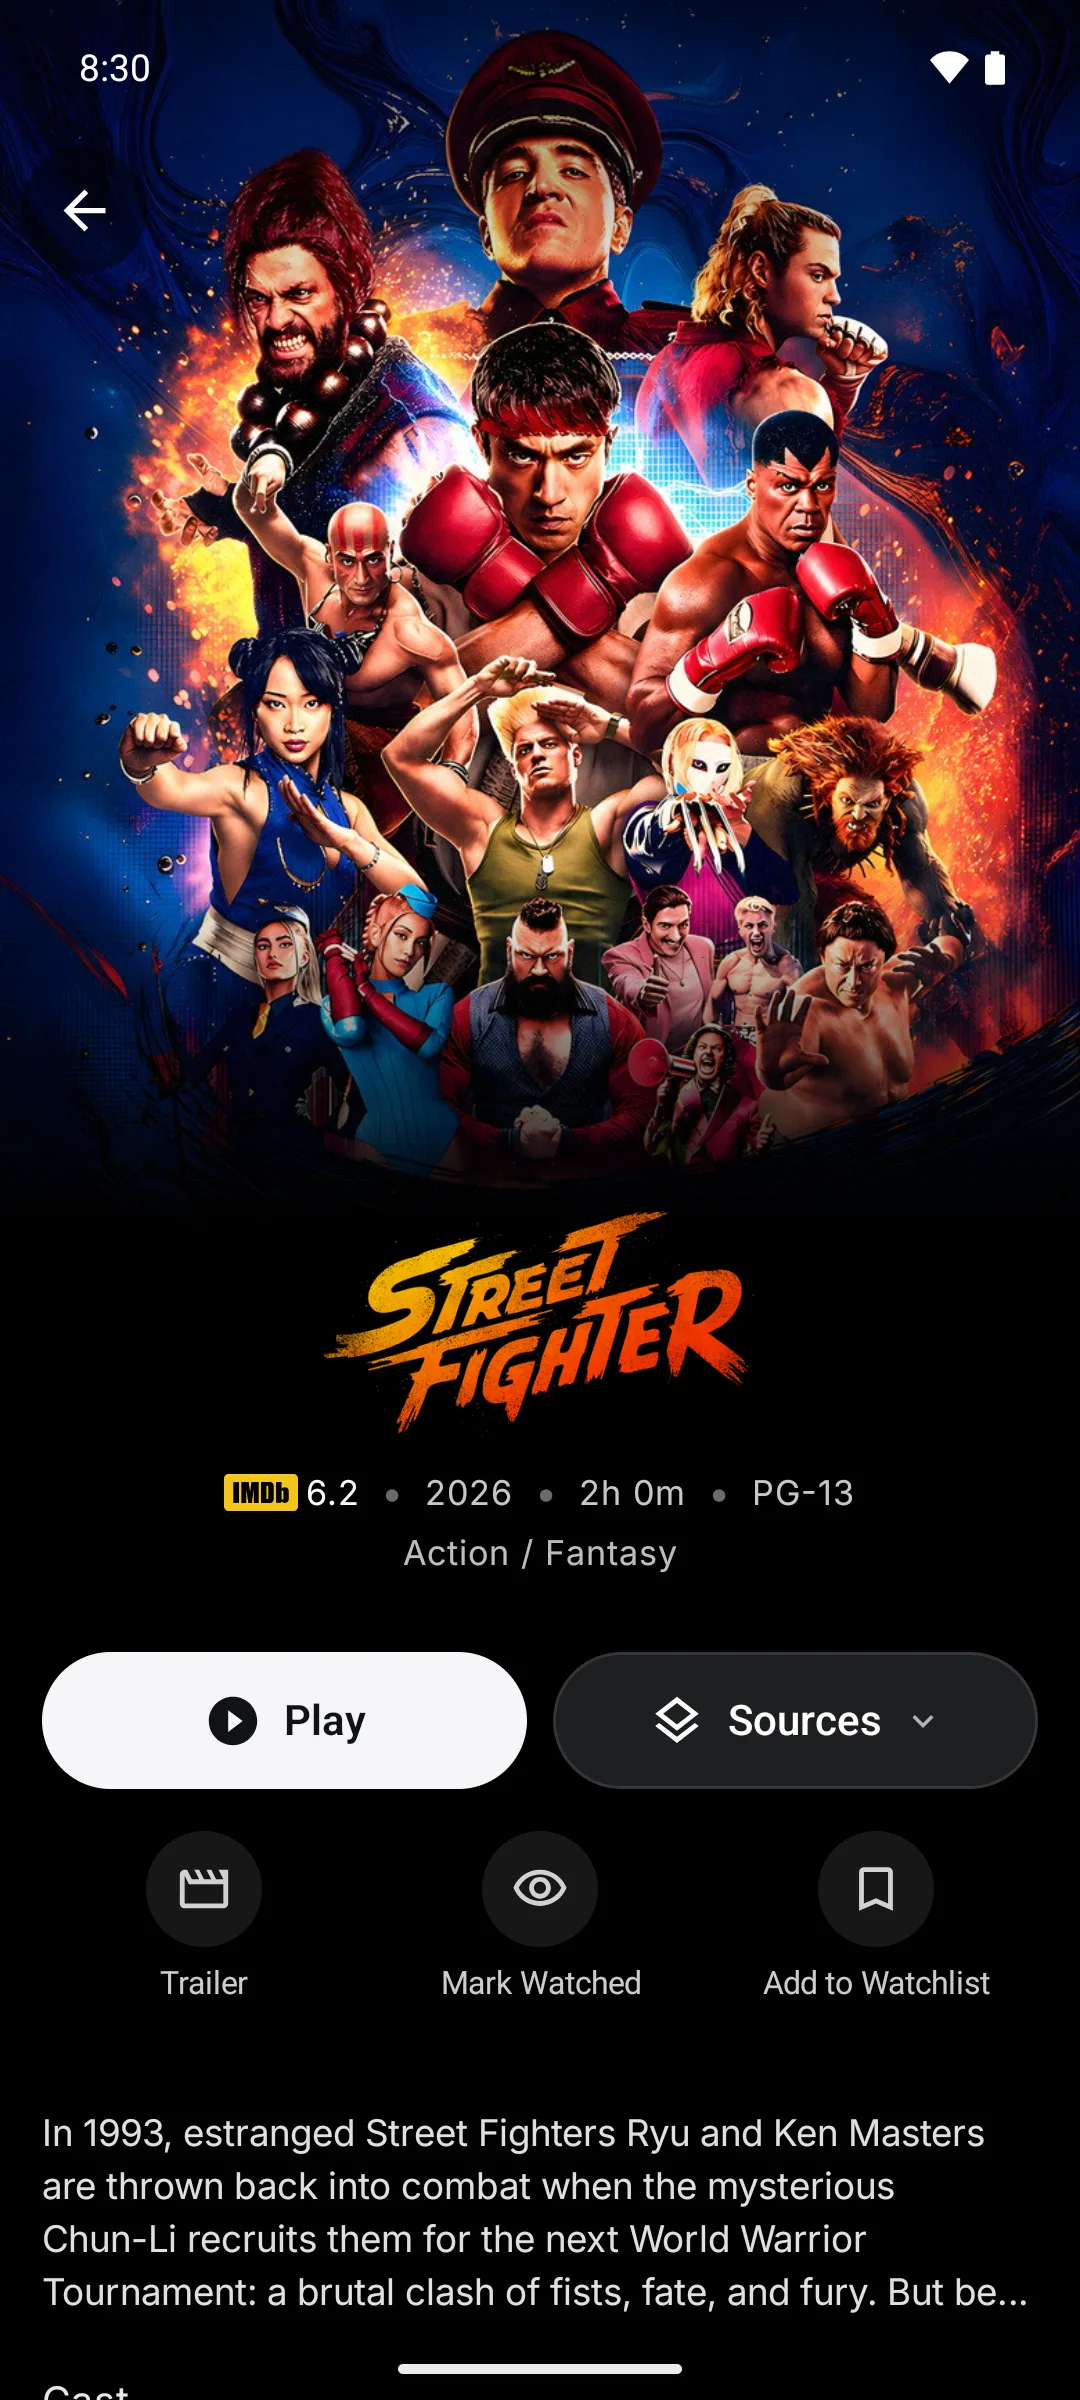 8:30
STREET
FIGHTER
IMDb 6.2 • 2026 • 2h 0m • PG-13
Action / Fantasy
Play
Sources
Trailer
Mark Watched
Add to Watchlist
In 1993, estranged Street Fighters Ryu and Ken Masters
are thrown back into combat when the mysterious
Chun-Li recruits them for the next World Warrior
Tournament: a brutal clash of fists, fate, and fury. But be...
Cast